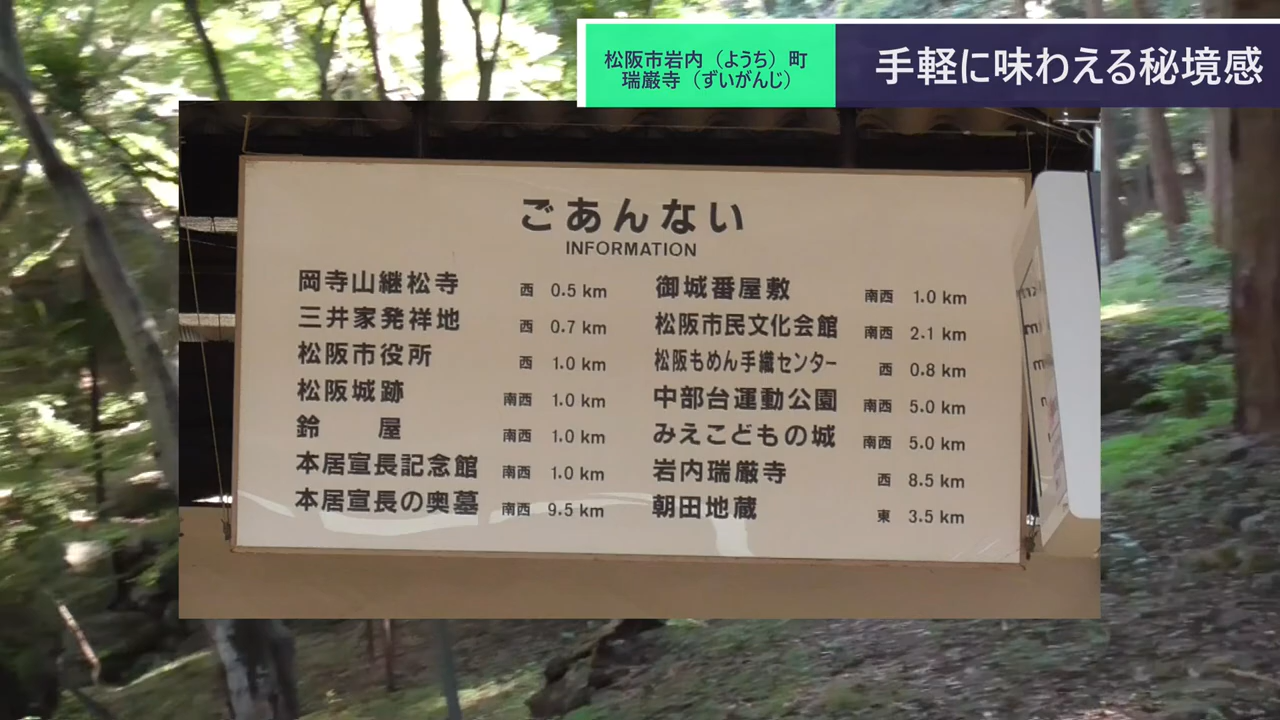 松阪市岩内（ようち）町
瑞巌寺（ずいがんじ）
手軽に味わえる秘境感
ごあんない
INFORMATION
岡寺山継松寺 西 0.5 km
三井家発祥地 西 0.7 km
松阪市役所 西 1.0 km
松阪城跡 南西 1.0 km
鈴屋 南西 1.0 km
本居宣長記念館 南西 1.0 km
本居宣長の奥墓 南西 9.5 km
御城番屋敷 南西 1.0 km
松阪市民文化会館 南西 2.1 km
松阪もめん手織センター 西 0.8 km
中部台運動公園 南西 5.0 km
みえこどもの城 南西 5.0 km
岩内瑞厳寺 西 8.5 km
朝田地蔵 東 3.5 km